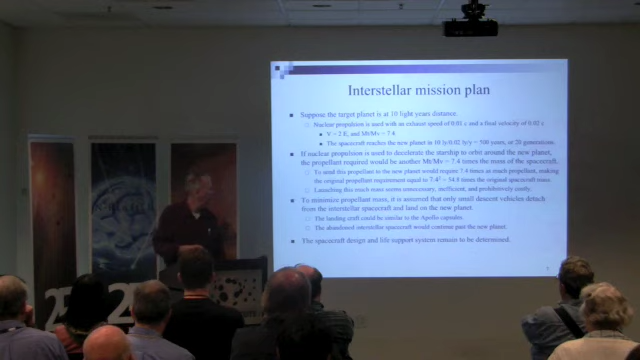 Interstellar mission plan
Suppose the target planet is at 10 light years distance.
Nuclear propulsion is used with an exhaust speed of 0.01 c and a final velocity of 0.02 c
V = 2 E, and Mi/Mv = 7.4
The spacecraft reaches the new planet in 10 ly/0.02 ly/y = 500 years, or 20 generations.
If nuclear propulsion is used to decelerate the starship to orbit around the new planet,
the propellant required would be another Mi/Mv = 7.4 times the mass of the spacecraft.
To send this propellant to the new planet would require 7.4 times as much propellant, making
the original propellant requirement equal to 7.4² = 54.8 times the original spacecraft mass.
Launching this much mass seems unnecessary, inefficient, and prohibitively costly.
To minimize propellant mass, it is assumed that only small descent vehicles detach
from the interstellar spacecraft and land on the new planet.
The landing craft could be similar to the Apollo capsules.
The abandoned interstellar spacecraft would continue past the new planet.
The spacecraft design and life support system remain to be determined.